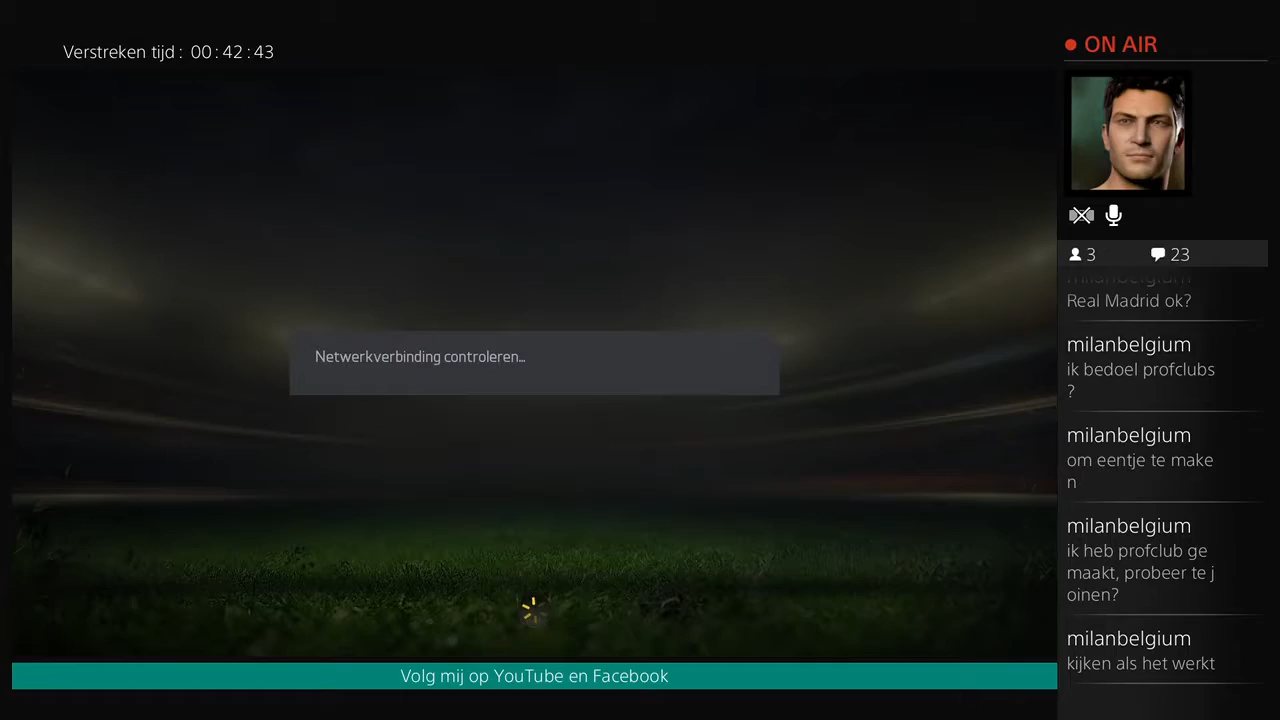 Verstreken tijd: 00:42:43
ON AIR
3 23
milanbelgium
Real Madrid ok?
milanbelgium
ik bedoel profclubs
?
milanbelgium
om eentje te make
n
milanbelgium
ik heb profclub ge
maakt, probeer te j
oinen?
milanbelgium
kijken als het werkt
Netwerkverbinding controleren...
Volg mij op YouTube en Facebook